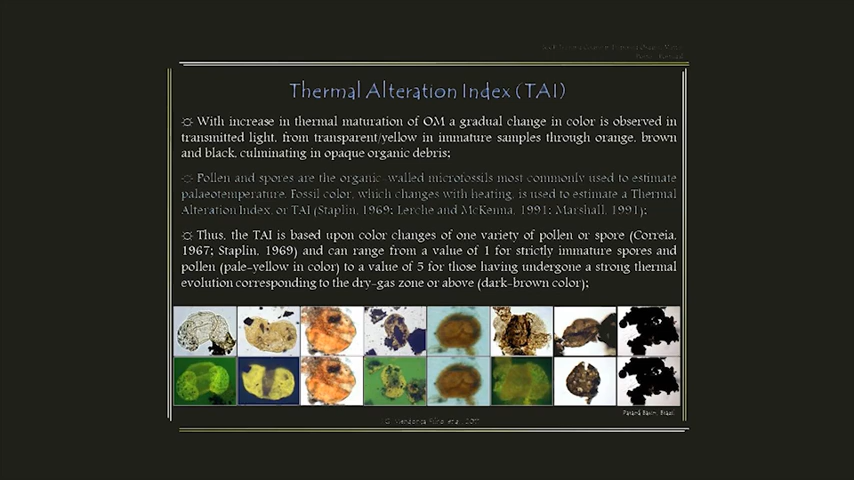 Thermal Alteration Index (TAI)
With increase in thermal maturation of OM a gradual change in color is observed in
transmitted light, from transparent/yellow in immature samples through orange, brown
and black, culminating in opaque organic debris;
Pollen and spores are the organic-walled microfossils most commonly used to estimate
palaeotemperature. Fossil color, which changes with heating, is used to estimate a Thermal
Alteration Index, or TAI (Staplin, 1969; Lerche and McKenna, 1991; Marshall, 1991);
Thus, the TAI is based upon color changes of one variety of pollen or spore (Correia,
1967; Staplin, 1969) and can range from a value of 1 for strictly immature spores and
pollen (pale-yellow in color) to a value of 5 for those having undergone a strong thermal
evolution corresponding to the dry-gas zone or above (dark-brown color);
Paraná Basin, Brazil